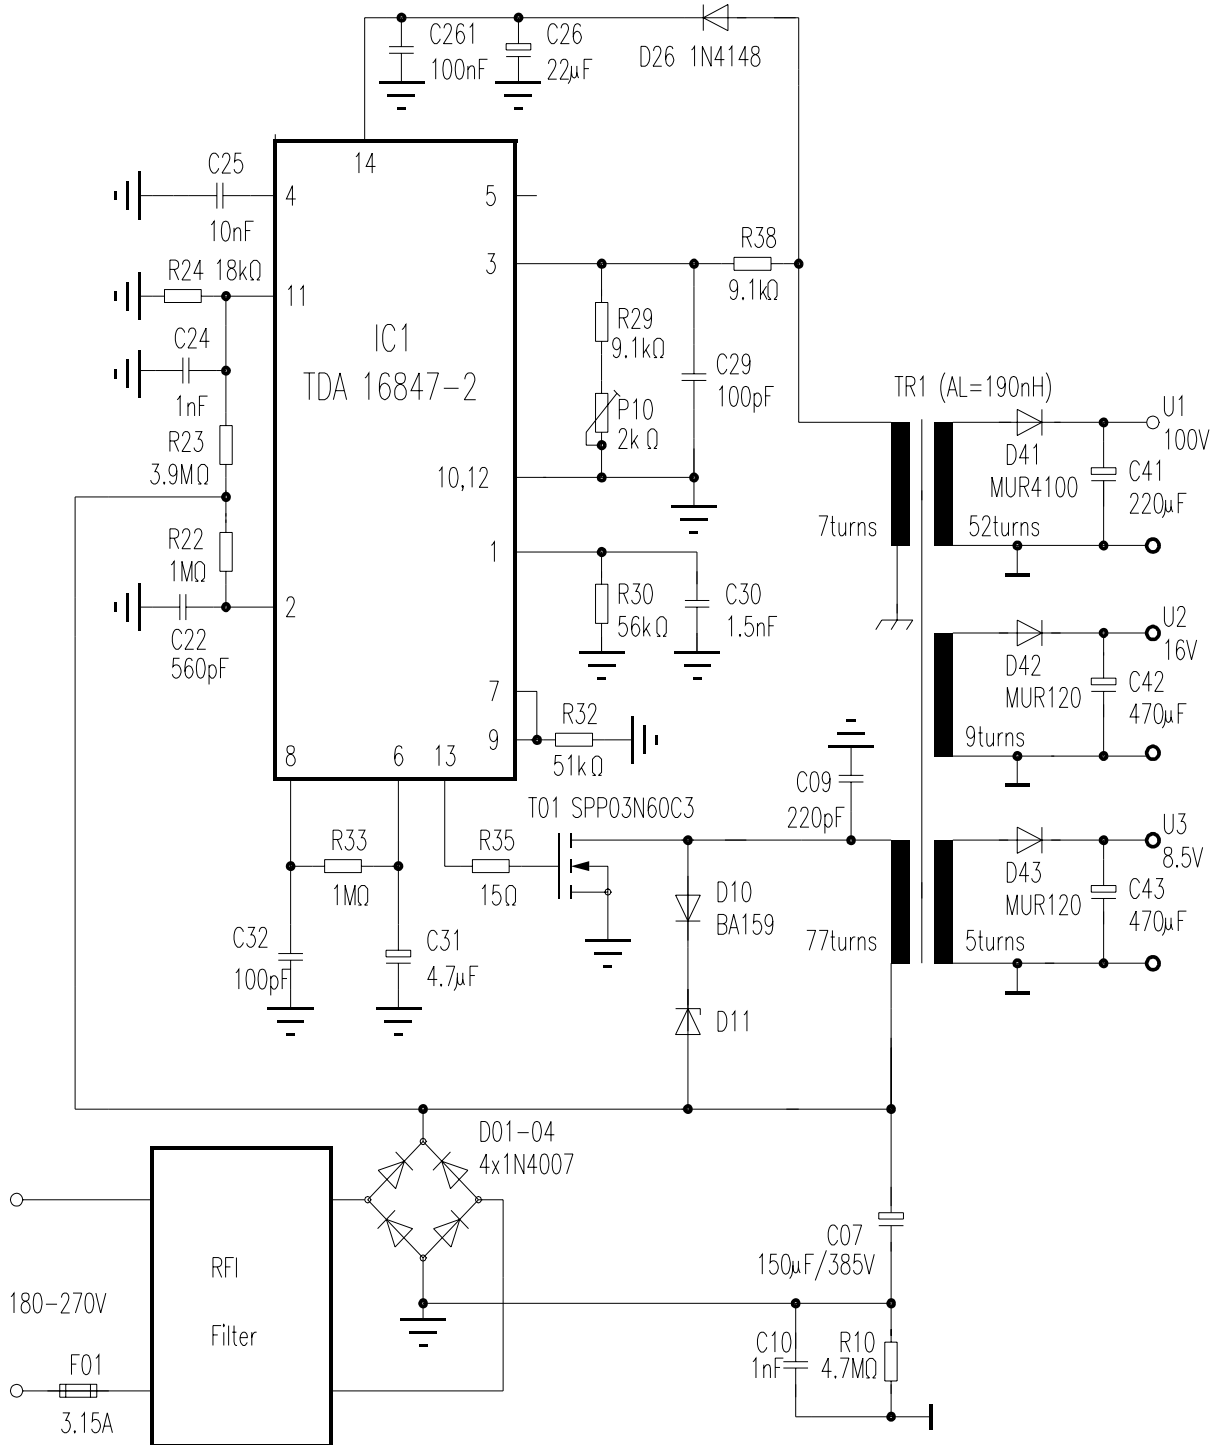 C261
100nF
C26
22µF
D26 1N4148
14
C25
4
10nF
5
R24 18kΩ
11
3
R38
9.1kΩ
C24
1nF
IC1
TDA 16847-2
R29
9.1kΩ
C29
100pF
P10
2kΩ
TR1 (AL=190nH)
U1
100V
D41
MUR4100
C41
220µF
R23
3.9MΩ
10,12
7turns
52turns
R22
1MΩ
1
2
R30
56kΩ
C30
1.5nF
C22
560pF
U2
16V
D42
MUR120
C42
470µF
7
R32
9
51kΩ
9turns
8
6
13
C09
220pF
T01 SPP03N60C3
R33
1MΩ
R35
15Ω
U3
8.5V
D43
MUR120
C43
470µF
D10
BA159
C32
100pF
C31
4.7µF
77turns
5turns
D11
D01-04
4x1N4007
C07
150µF/385V
RFI
Filter
180-270V
F01
3.15A
C10
1nF
R10
4.7MΩ